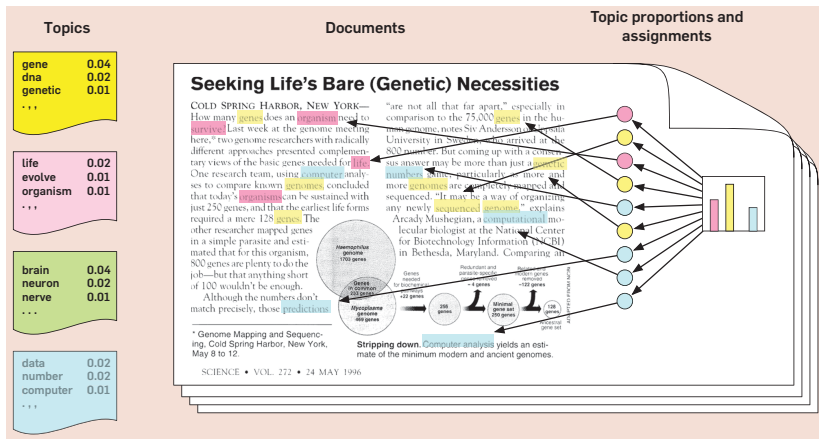 Topics
Documents
Topic proportions and
assignments
gene 0.04
dna 0.02
genetic 0.01
. , ,
life 0.02
evolve 0.01
organism 0.01
. , ,
brain 0.04
neuron 0.02
nerve 0.01
. . .
data 0.02
number 0.02
computer 0.01
. , ,
Seeking Life's Bare (Genetic) Necessities
COLD SPRING HARBOR, NEW YORK—
How many genes does an organism need to
survive? Last week at the genome meeting
here,* two genome researchers with radically
different approaches presented complemen-
tary views of the basic genes needed for life.
One research team, using computer analy-
ses to compare known genomes, concluded
that today's organisms can be sustained with
just 250 genes, and that the earliest life forms
required a mere 128 genes. The
other researcher mapped genes
in a simple parasite and esti-
mated that for this organism,
800 genes are plenty to do the
job—but that anything short
of 100 wouldn't be enough.
Although the numbers don't
match precisely, those predictions
* Genome Mapping and Sequenc-
ing, Cold Spring Harbor, New York,
May 8 to 12.
"are not all that far apart," especially in
comparison to the 75,000 genes in the hu-
man genome, notes Siv Andersson of Uppsala
University in Sweden, who arrived at the
800 number. But coming up with a consen-
sus answer may be more than just a genetic
numbers game, particularly as more and
more genomes are completely mapped and
sequenced. "It may be a way of organizing
any newly sequenced genome," explains
Arcady Mushegian, a computational mo-
lecular biologist at the National Center
for Biotechnology Information (NCBI)
in Bethesda, Maryland. Comparing an
Haemophilus
genome
1703 genes
Genes
in common
233 genes
Mycoplasma
genome
469 genes
Genes
needed
for biochemical
+22 genes
255
genes
Redundant and
parasite-specific
removed
– 4 genes
Minimal
gene set
250 genes
modern genes
removed
–122 genes
128
genes
Ancestral
gene set
Stripping down. Computer analysis yields an esti-
mate of the minimum modern and ancient genomes.
SCIENCE • VOL. 272 • 24 MAY 1996